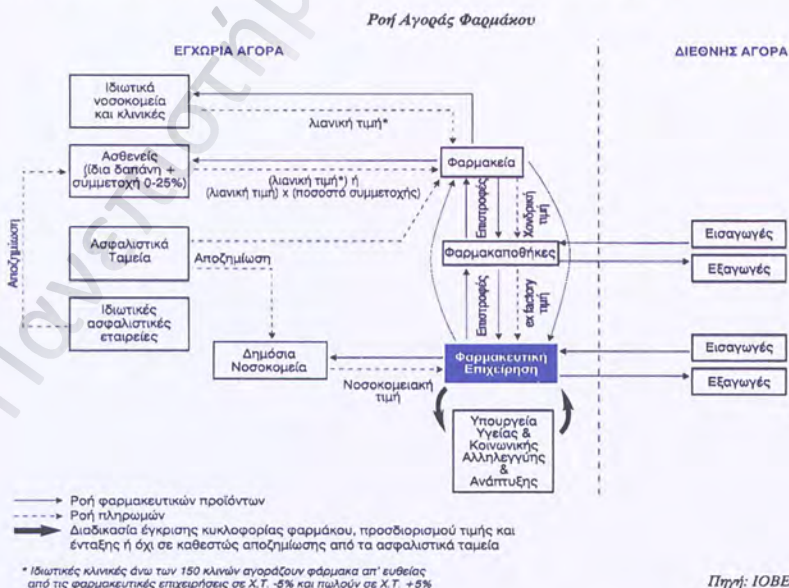 Ροή Αγοράς Φαρμάκου
ΕΓΧΩΡΙΑ ΑΓΟΡΑ
ΔΙΕΘΝΗΣ ΑΓΟΡΑ
Ιδιωτικά
νοσοκομεία
και κλινικές
λιανική τιμή*
Ασθενείς
(ίδια δαπάνη +
συμμετοχή 0-25%)
(λιανική τιμή*) ή
(λιανική τιμή) x (ποσοστό συμμετοχής)
Φαρμακεία
Επιστροφές
Χονδρική
τιμή
Αποζημίωση
Ασφαλιστικά
Ταμεία
Αποζημίωση
Φαρμακαποθήκες
Εισαγωγές
Εξαγωγές
Ιδιωτικές
ασφαλιστικές
εταιρείες
Επιστροφές
ex factory
τιμή
Δημόσια
Νοσοκομεία
Νοσοκομειακή
τιμή
Φαρμακευτική
Επιχείρηση
Εισαγωγές
Εξαγωγές
Υπουργεία
Υγείας &
Κοινωνικής
Αλληλεγγύης
&
Ανάπτυξης
Ροή φαρμακευτικών προϊόντων
Ροή πληρωμών
Διαδικασία έγκρισης κυκλοφορίας φαρμάκου, προσδιορισμού τιμής και
ένταξης ή όχι σε καθεστώς αποζημίωσης από τα ασφαλιστικά ταμεία
* Ιδιωτικές κλινικές άνω των 150 κλινών αγοράζουν φάρμακα απ' ευθείας
από τις φαρμακευτικές επιχειρήσεις σε Χ.Τ. -5% και πωλούν σε Χ.Τ. +5%
Πηγή: ΙΟΒΕ
Πανεπιστήμ